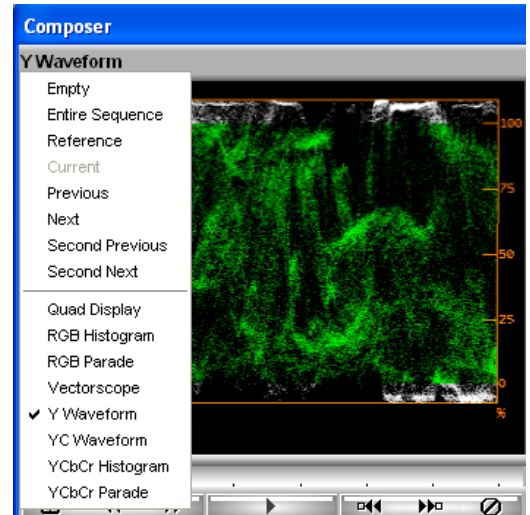 Composer
Y Waveform
Empty
Entire Sequence
Reference
Current
Previous
Next
Second Previous
Second Next
Quad Display
RGB Histogram
RGB Parade
Vectorscope
Y Waveform
YC Waveform
YCbCr Histogram
YCbCr Parade
100
75
50
25
0
%